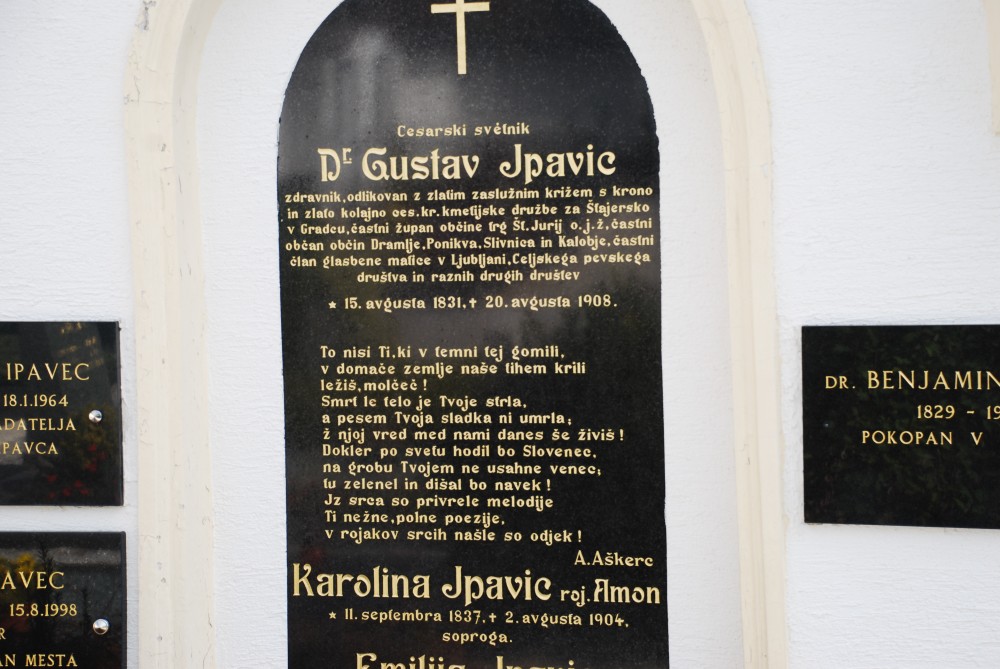 Cesarski svétnik
Dr Gustav Jpavic
zdravnik, odlikovan z zlatim zaslužnim križem s krono
in zlato kolajno ces. kr. kmetijske družbe za Štajersko
v Gradcu, častni župan občine trg Št. Jurij o. j. ž, častni
občan občin Dramlje, Ponikva, Slivnica in Kalobje, častni
član glasbene matice v Ljubljani, Celjskega pevskega
društva in raznih drugih društev
* 15. avgusta 1831, † 20. avgusta 1908.
To nisi Ti, ki v temni tej gomili,
v domače zemlje naše tihem krili
ležiš, molčeč!
Smrt le telo je Tvoje strla,
a pesem Tvoja sladka ni umrla;
ž njoj vred med nami danes še živiš!
Dokler po svetu hodil bo Slovenec,
na grobu Tvojem ne usahne venec;
tu zelenel in dišal bo navek!
Jz srca so privrele melodije
Ti nežne, polne poezije,
v rojakov srcih našle so odjek!
A. Aškerc
Karolina Jpavic roj. Amon
* 11. septembra 1837, † 2. avgusta 1904,
soproga.
Emilija Jpavic
IPAVEC
18.1.1964
ADATELJA
PAVCA
AVEC
15.8.1998
R
AN MESTA
DR. BENJAMIN
1829 - 19
POKOPAN V